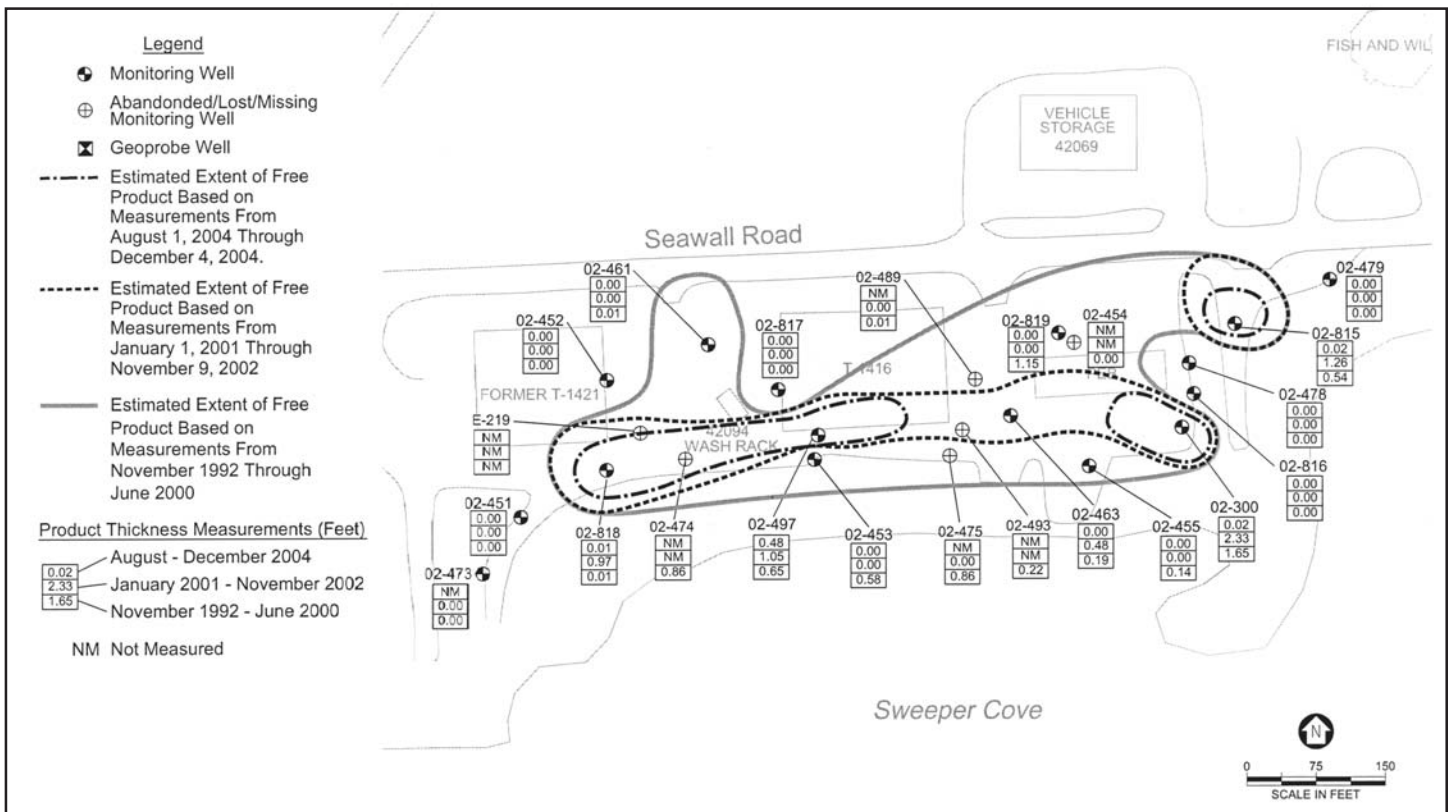 Legend
Monitoring Well
Abandonded/Lost/Missing
Monitoring Well
Geoprobe Well
Estimated Extent of Free
Product Based on
Measurements From
August 1, 2004 Through
December 4, 2004.
Estimated Extent of Free
Product Based on
Measurements From
January 1, 2001 Through
November 9, 2002
Estimated Extent of Free
Product Based on
Measurements From
November 1992 Through
June 2000
Product Thickness Measurements (Feet)
0.02
2.33
1.65
August - December 2004
January 2001 - November 2002
November 1992 - June 2000
NM Not Measured
FISH AND WIL
VEHICLE
STORAGE
42069
Seawall Road
02-461
0.00
0.00
0.01
02-489
NM
0.00
0.01
02-479
0.00
0.00
0.00
02-452
0.00
0.00
0.00
02-817
0.00
0.00
0.00
02-819
0.00
0.00
1.15
02-454
NM
NM
0.00
02-815
0.02
1.26
0.54
FORMER T-1421
T-1416
02-478
0.00
0.00
0.00
E-219
NM
NM
NM
42094
WASH RACK
02-816
0.00
0.00
0.00
02-451
0.00
0.00
0.00
02-818
0.01
0.97
0.01
02-474
NM
NM
0.86
02-497
0.48
1.05
0.65
02-453
0.00
0.00
0.58
02-475
NM
0.00
0.86
02-493
NM
NM
0.22
02-463
0.00
0.48
0.19
02-455
0.00
0.00
0.14
02-300
0.02
2.33
1.65
02-473
NM
0.00
0.00
Sweeper Cove
N
0 75 150
SCALE IN FEET